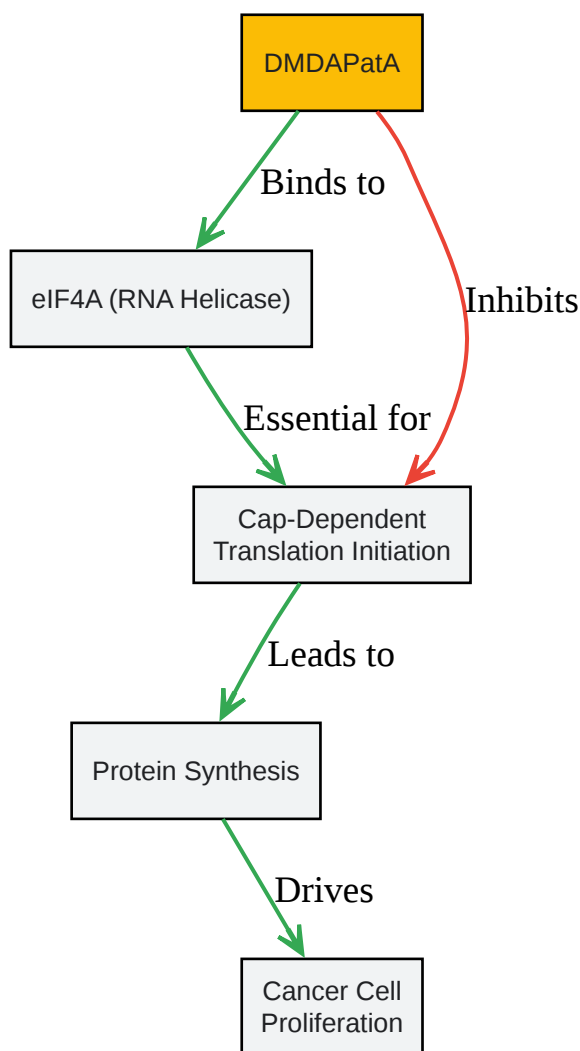 DMDAPatA
Binds to
eIF4A (RNA Helicase)
Inhibits
Essential for
Cap-Dependent
Translation Initiation
Leads to
Protein Synthesis
Drives
Cancer Cell
Proliferation